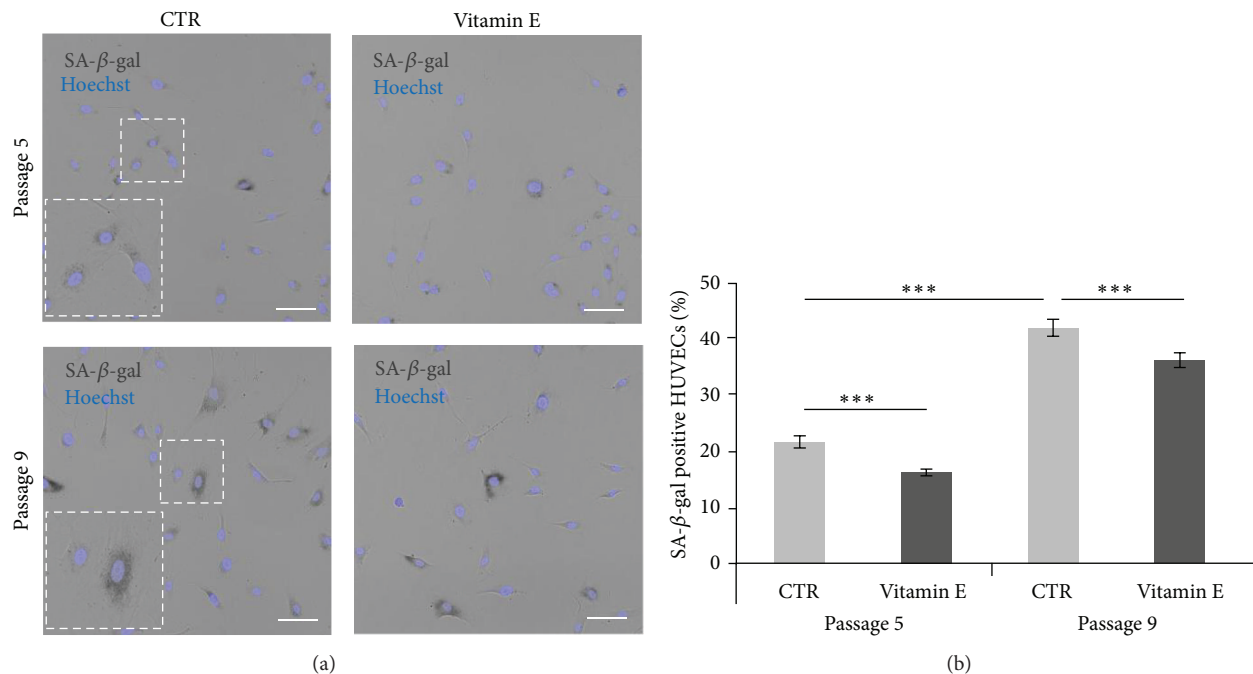 CTR
Vitamin E
Passage 5
SA-β-gal
Hoechst
SA-β-gal
Hoechst
Passage 9
SA-β-gal
Hoechst
SA-β-gal
Hoechst
(a)
SA-β-gal positive HUVECs (%)
50
40
30
20
10
0
***
***
***
CTR
Vitamin E
CTR
Vitamin E
Passage 5
Passage 9
(b)